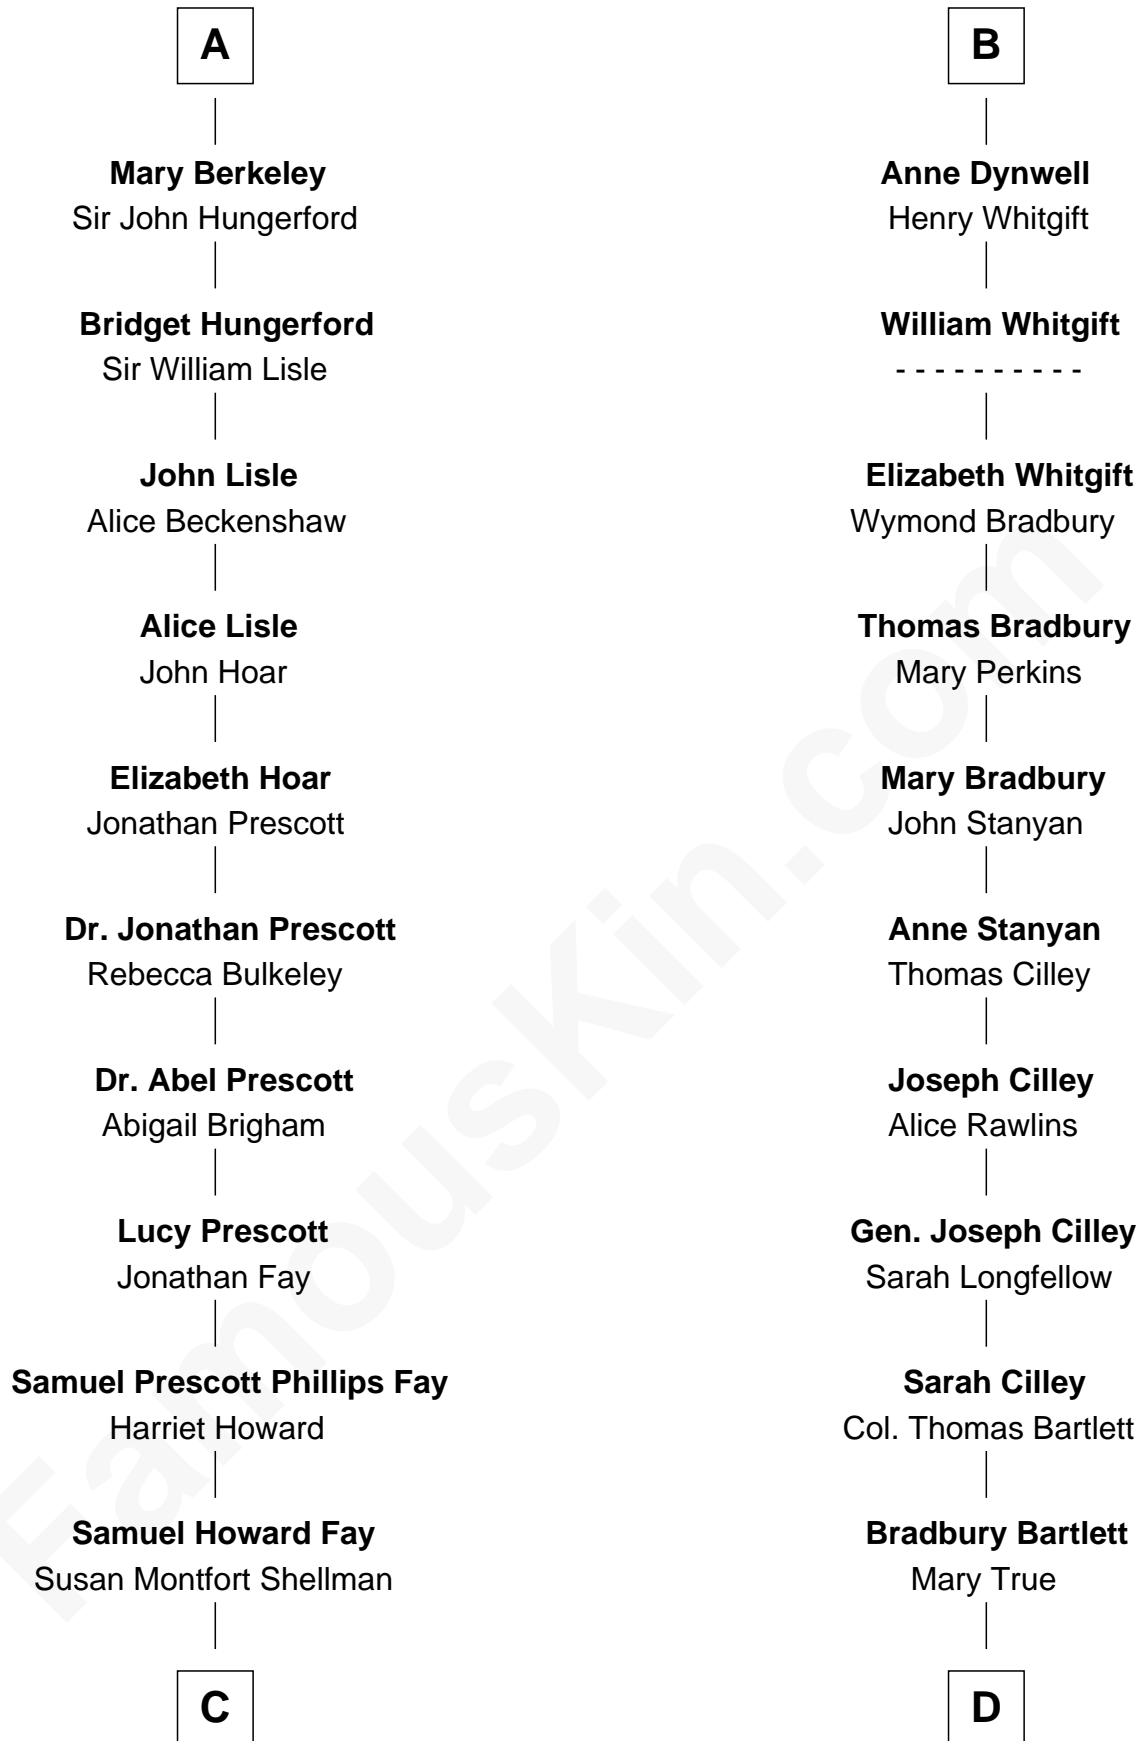 A
Mary Berkeley
Sir John Hungerford
Bridget Hungerford
Sir William Lisle
John Lisle
Alice Beckenshaw
Alice Lisle
John Hoar
Elizabeth Hoar
Jonathan Prescott
Dr. Jonathan Prescott
Rebecca Bulkeley
Dr. Abel Prescott
Abigail Brigham
Lucy Prescott
Jonathan Fay
Samuel Prescott Phillips Fay
Harriet Howard
Samuel Howard Fay
Susan Montfort Shellman
C
B
Anne Dynwell
Henry Whitgift
William Whitgift
- - - - - - - - - -
Elizabeth Whitgift
Wymond Bradbury
Thomas Bradbury
Mary Perkins
Mary Bradbury
John Stanyan
Anne Stanyan
Thomas Cilley
Joseph Cilley
Alice Rawlins
Gen. Joseph Cilley
Sarah Longfellow
Sarah Cilley
Col. Thomas Bartlett
Bradbury Bartlett
Mary True
D
FamousKin.com